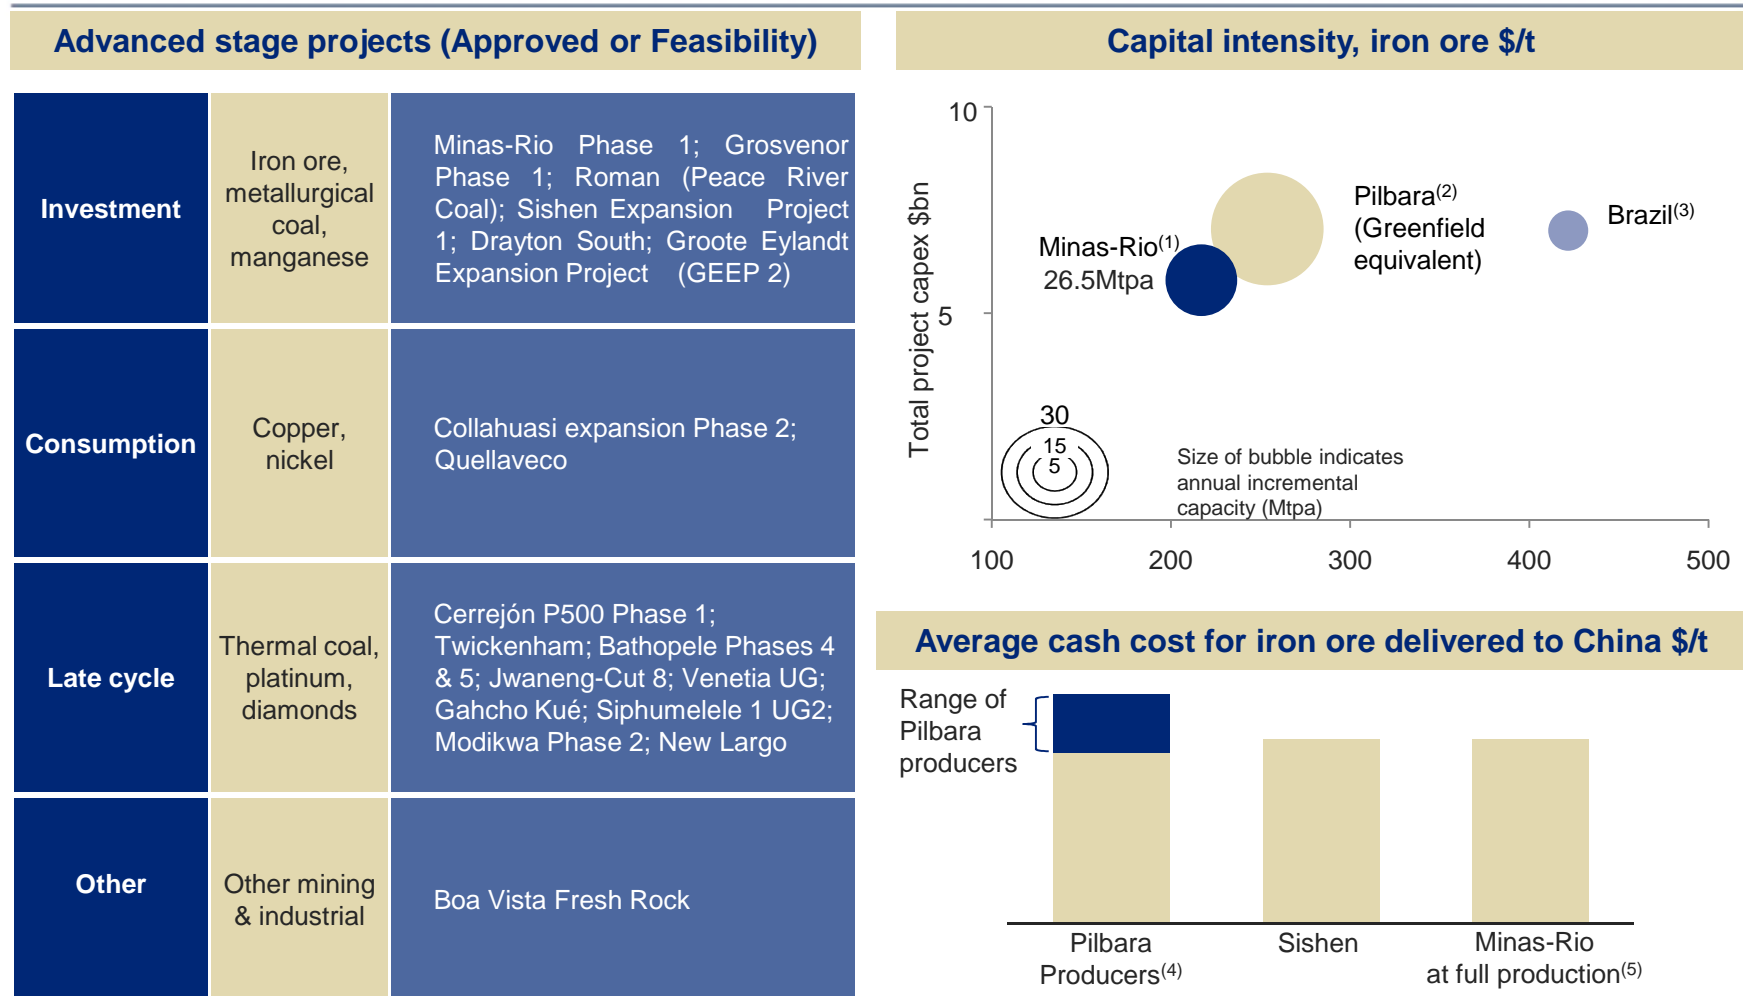 Advanced stage projects (Approved or Feasibility)
Investment
Iron ore,
metallurgical
coal,
manganese
Minas-Rio Phase 1; Grosvenor
Phase 1; Roman (Peace River
Coal); Sishen Expansion Project
1; Drayton South; Groote Eylandt
Expansion Project (GEEP 2)
Consumption
Copper,
nickel
Collahuasi expansion Phase 2;
Quellaveco
Late cycle
Thermal coal,
platinum,
diamonds
Cerrejón P500 Phase 1;
Twickenham; Bathopele Phases 4
& 5; Jwaneng-Cut 8; Venetia UG;
Gahcho Kué; Siphumelele 1 UG2;
Modikwa Phase 2; New Largo
Other
Other mining
& industrial
Boa Vista Fresh Rock
Capital intensity, iron ore $/t
Total project capex $bn
10
5
Minas-Rio(1)
26.5Mtpa
Pilbara(2)
(Greenfield
equivalent)
Brazil(3)
30
15
5
Size of bubble indicates
annual incremental
capacity (Mtpa)
100 200 300 400 500
Average cash cost for iron ore delivered to China $/t
Range of
Pilbara
producers
Pilbara
Producers(4)
Sishen
Minas-Rio
at full production(5)